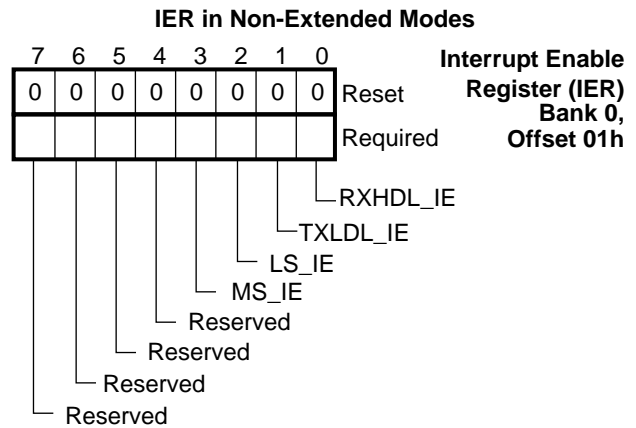 IER in Non-Extended Modes
7 6 5 4 3 2 1 0
Interrupt Enable
Register (IER)
Bank 0,
Offset 01h
0 0 0 0 0 0 0 0 Reset
Required
RXHDL_IE
TXLDL_IE
LS_IE
MS_IE
Reserved
Reserved
Reserved
Reserved